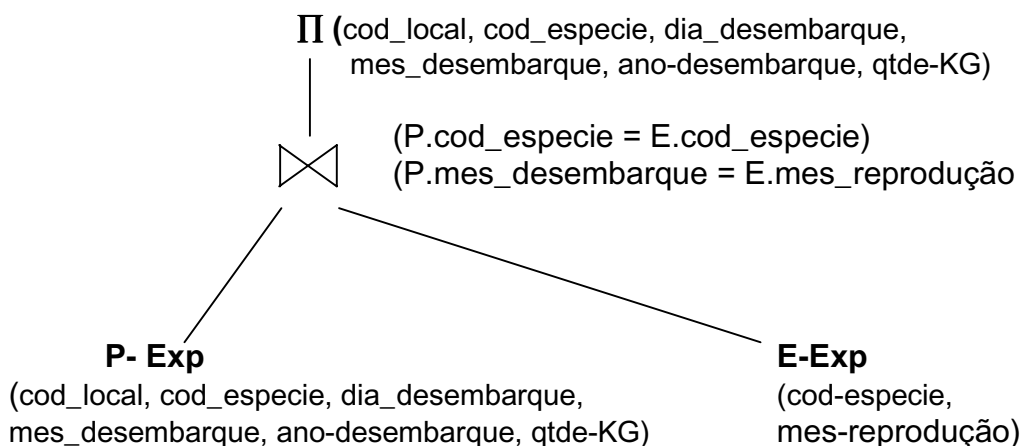 ∏ (cod_local, cod_especie, dia_desembarque,
mes_desembarque, ano-desembarque, qtde-KG)
(P.cod_especie = E.cod_especie)
(P.mes_desembarque = E.mes_reprodução
P- Exp
(cod_local, cod_especie, dia_desembarque,
mes_desembarque, ano-desembarque, qtde-KG)
E-Exp
(cod-especie,
mes-reprodução)